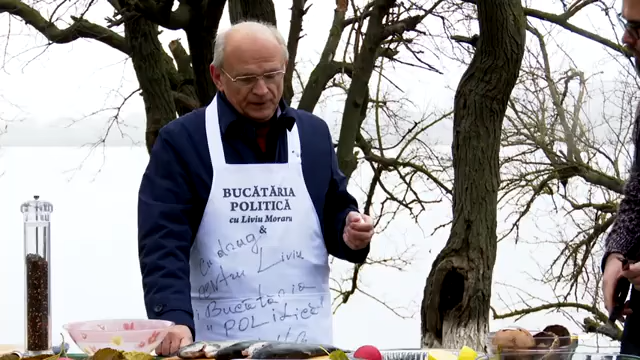 BUCĂTĂRIA
POLITICĂ
cu Liviu Moraru
&
Cu drag
pentru Liviu
Bucătăria
"POLitică"